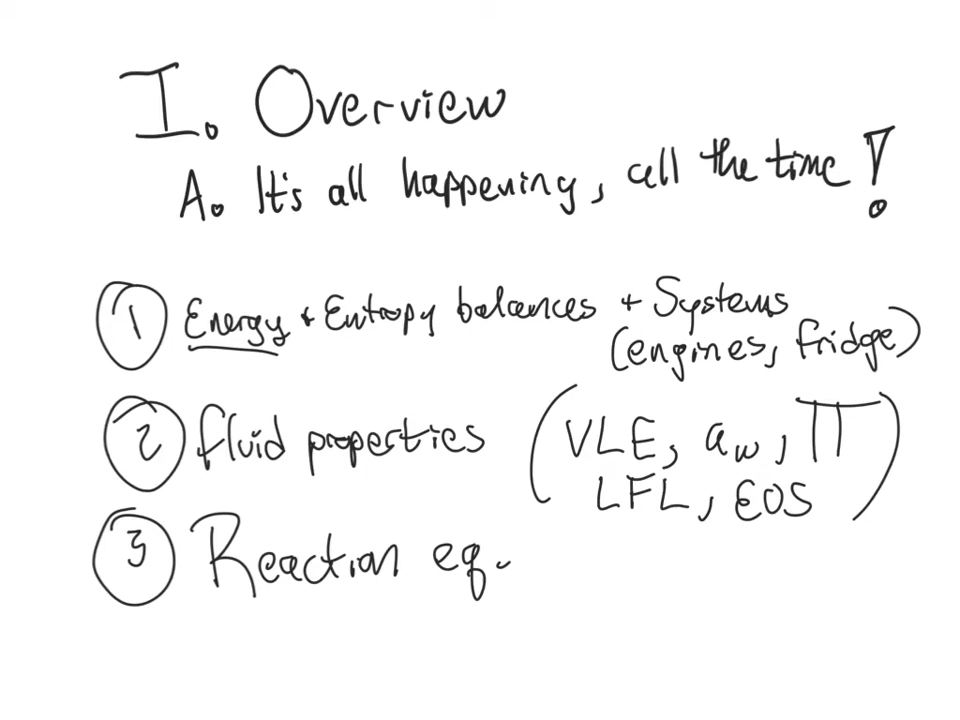 I. Overview
A. It's all happening, all the time!
1 Energy + Entropy balances + Systems
(engines, fridge)
2 fluid properties (VLE, aw, Π
LFL, EOS)
3 Reaction eq.